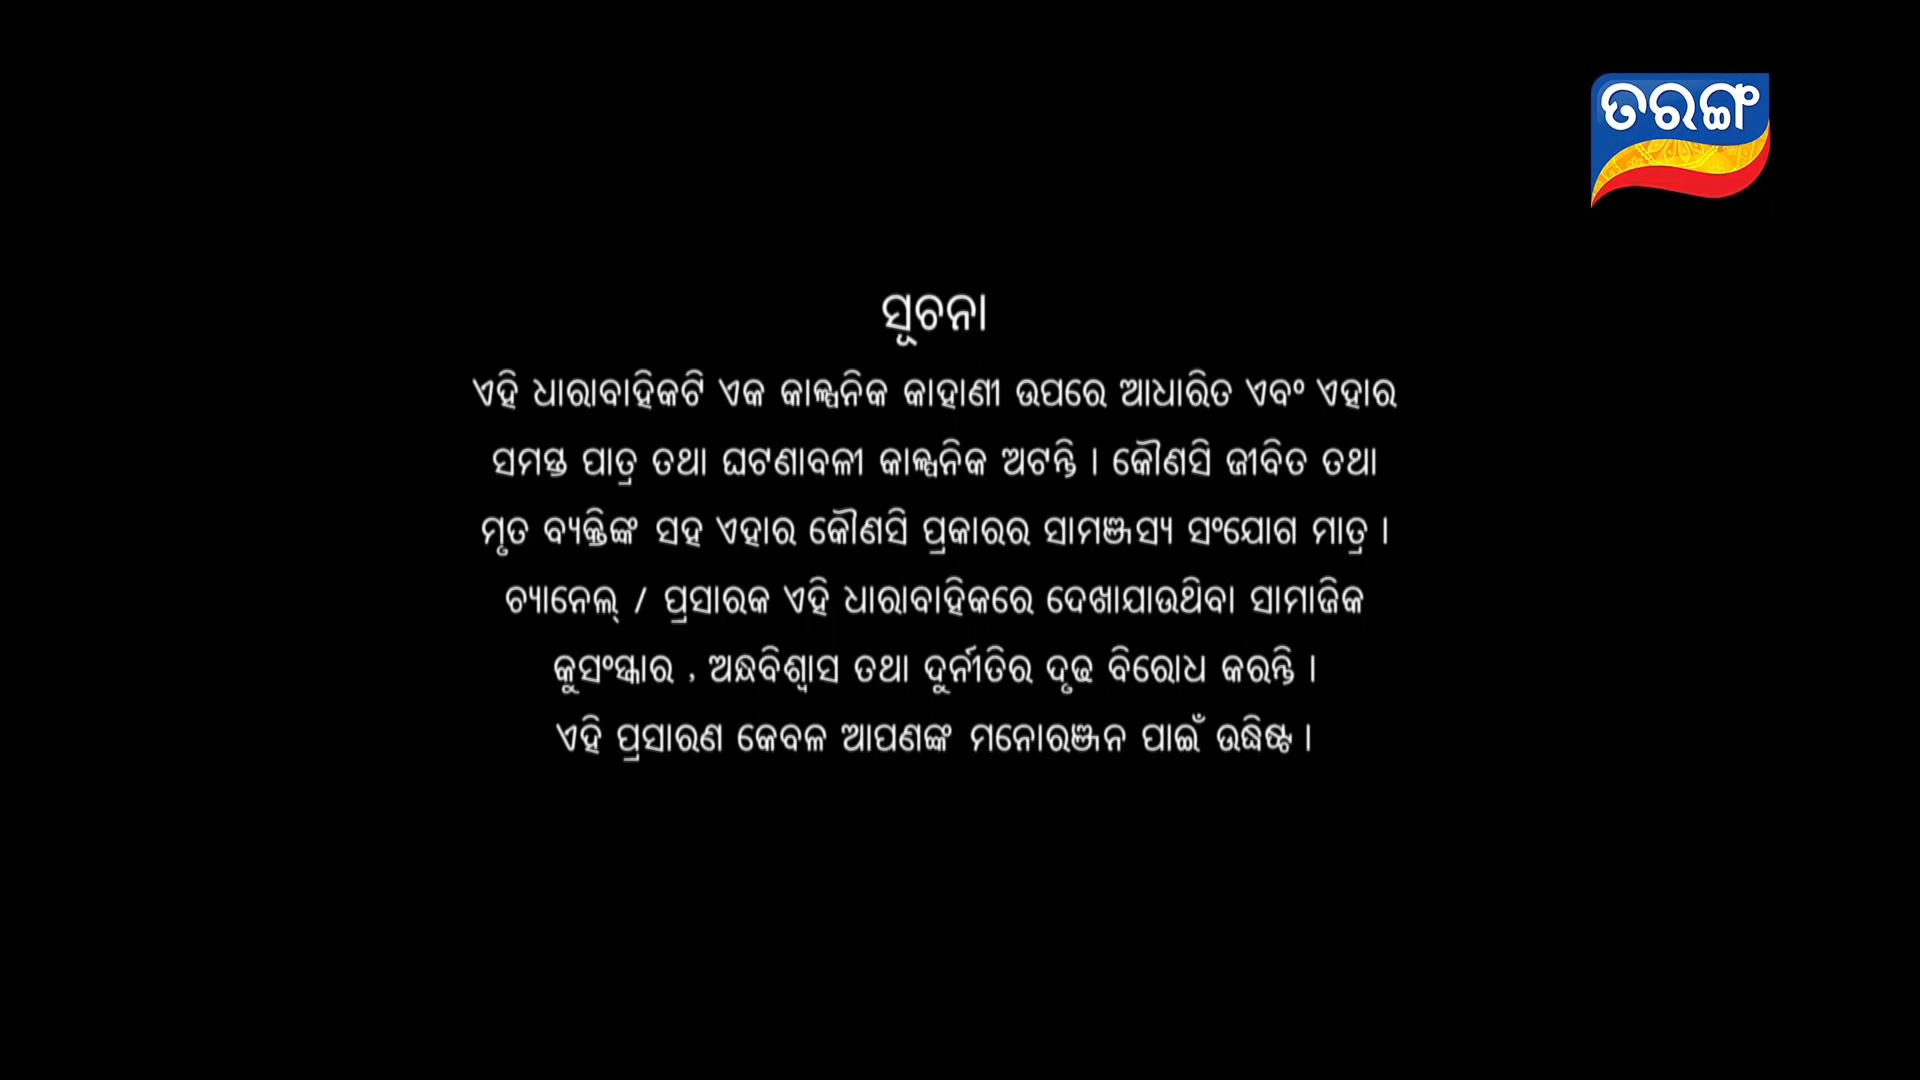 ତରଙ୍ଗ
ସୂଚନା
ଏହି ଧାରାବାହିକଟି ଏକ କାଳ୍ପନିକ କାହାଣୀ ଉପରେ ଆଧାରିତ ଏବଂ ଏହାର
ସମସ୍ତ ପାତ୍ର ତଥା ଘଟଣାବଳୀ କାଳ୍ପନିକ ଅଟନ୍ତି । କୌଣସି ଜୀବିତ ତଥା
ମୃତ ବ୍ୟକ୍ତିଙ୍କ ସହ ଏହାର କୌଣସି ପ୍ରକାରର ସାମଞ୍ଜସ୍ୟ ସଂଯୋଗ ମାତ୍ର ।
ଚ୍ୟାନେଲ୍ / ପ୍ରସାରକ ଏହି ଧାରାବାହିକରେ ଦେଖାଯାଉଥିବା ସାମାଜିକ
କୁସଂସ୍କାର , ଅନ୍ଧବିଶ୍ୱାସ ତଥା ଦୁର୍ନୀତିର ଦୃଢ ବିରୋଧ କରନ୍ତି ।
ଏହି ପ୍ରସାରଣ କେବଳ ଆପଣଙ୍କ ମନୋରଞ୍ଜନ ପାଇଁ ଉଦ୍ଧିଷ୍ଟ ।